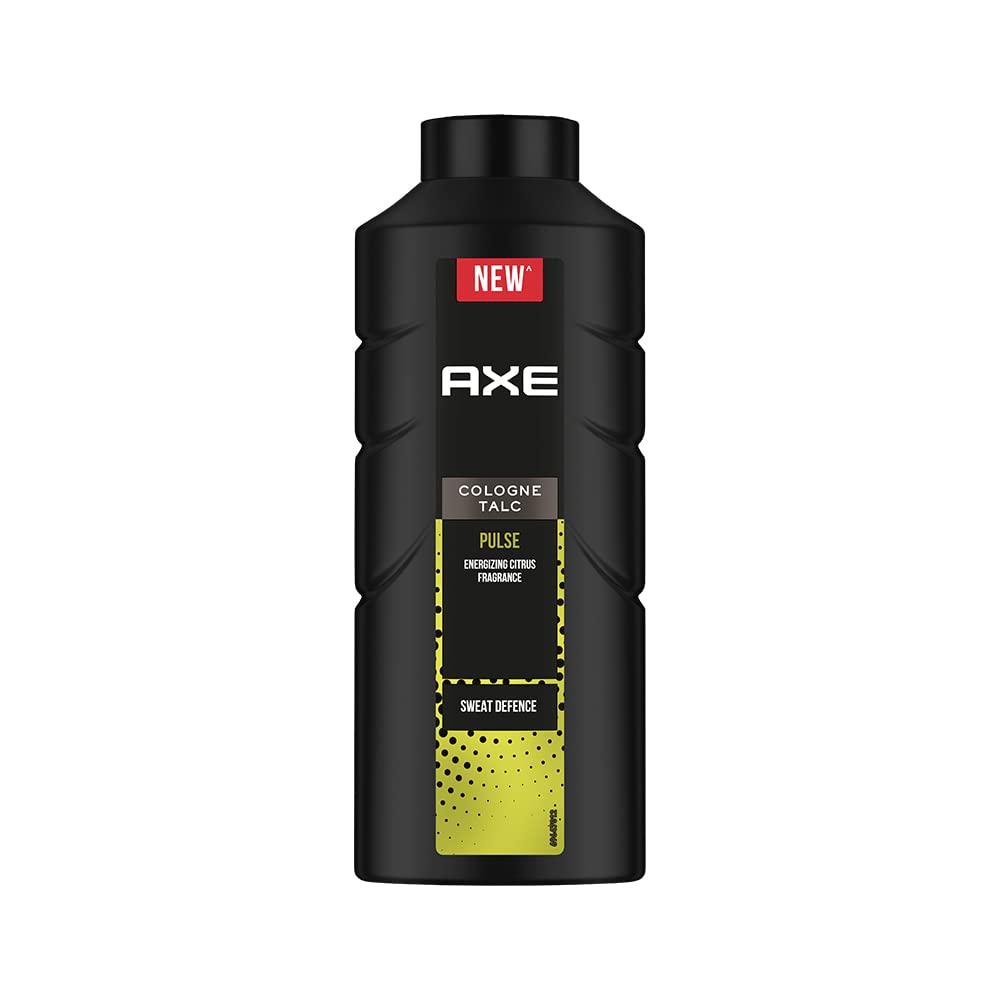 NEW^
AXE
COLOGNE
TALC
PULSE
ENERGIZING CITRUS
FRAGRANCE
SWEAT DEFENCE